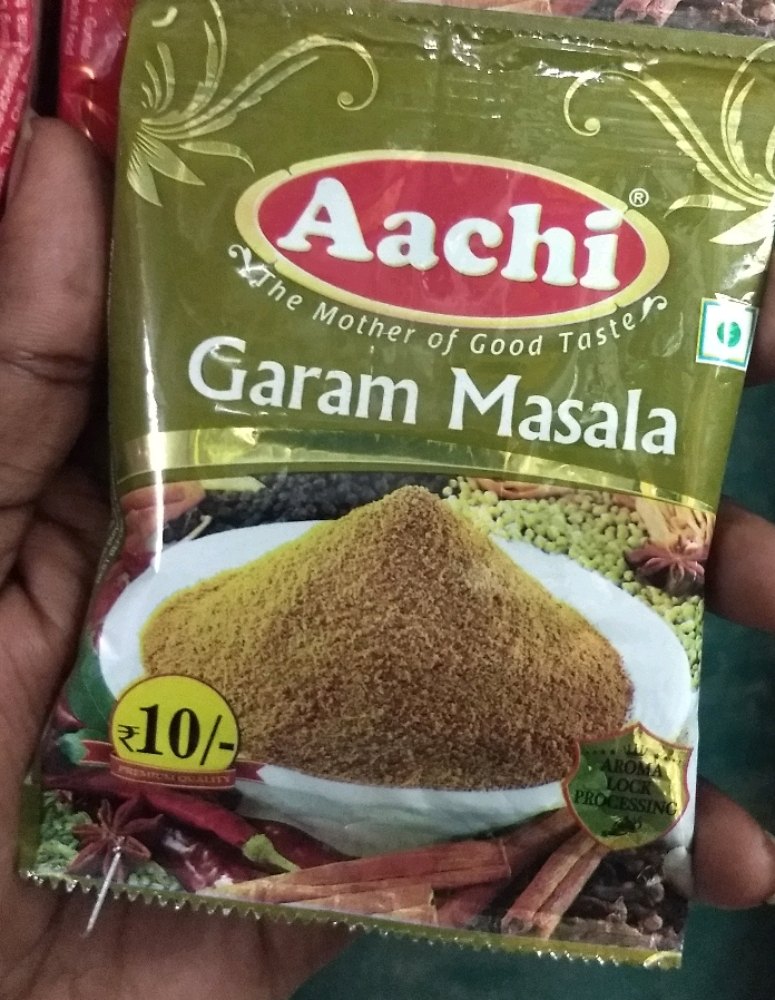 Aachi®
The Mother of Good Taste
Garam Masala
₹10/-
PREMIUM QUALITY
AROMA
LOCK
PROCESSING